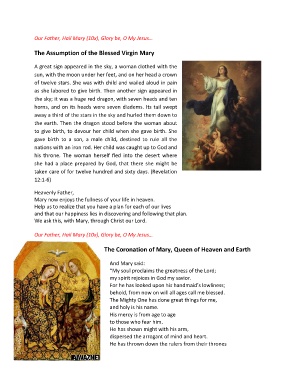 Our Father, Hail Mary (10x), Glory be, O My Jesus…
The Assumption of the Blessed Virgin Mary
A great sign appeared in the sky, a woman clothed with the
sun, with the moon under her feet, and on her head a crown
of twelve stars. She was with child and wailed aloud in pain
as she labored to give birth. Then another sign appeared in
the sky; it was a huge red dragon, with seven heads and ten
horns, and on its heads were seven diadems. Its tail swept
away a third of the stars in the sky and hurled them down to
the earth. Then the dragon stood before the woman about
to give birth, to devour her child when she gave birth. She
gave birth to a son, a male child, destined to rule all the
nations with an iron rod. Her child was caught up to God and
his throne. The woman herself fled into the desert where
she had a place prepared by God, that there she might be
taken care of for twelve hundred and sixty days. (Revelation
12:1-6)
Heavenly Father,
Mary now enjoys the fullness of your life in heaven.
Help us to realize that you have a plan for each of our lives
and that our happiness lies in discovering and following that plan.
We ask this, with Mary, through Christ our Lord.
Our Father, Hail Mary (10x), Glory be, O My Jesus…
The Coronation of Mary, Queen of Heaven and Earth
And Mary said:
"My soul proclaims the greatness of the Lord;
my spirit rejoices in God my savior.
For he has looked upon his handmaid's lowliness;
behold, from now on will all ages call me blessed.
The Mighty One has done great things for me,
and holy is his name.
His mercy is from age to age
to those who fear him.
He has shown might with his arm,
dispersed the arrogant of mind and heart.
He has thrown down the rulers from their thrones